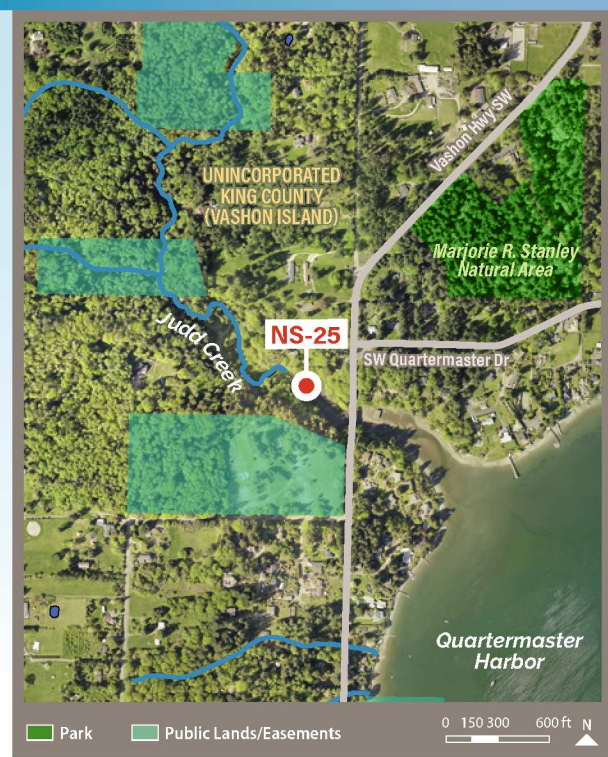 Vashon Hwy SW
UNINCORPORATED
KING COUNTY
(VASHON ISLAND)
Marjorie R. Stanley
Natural Area
Judd Creek
NS-25
SW Quartermaster Dr
Quartermaster
Harbor
Park
Public Lands/Easements
0 150 300 600 ft N